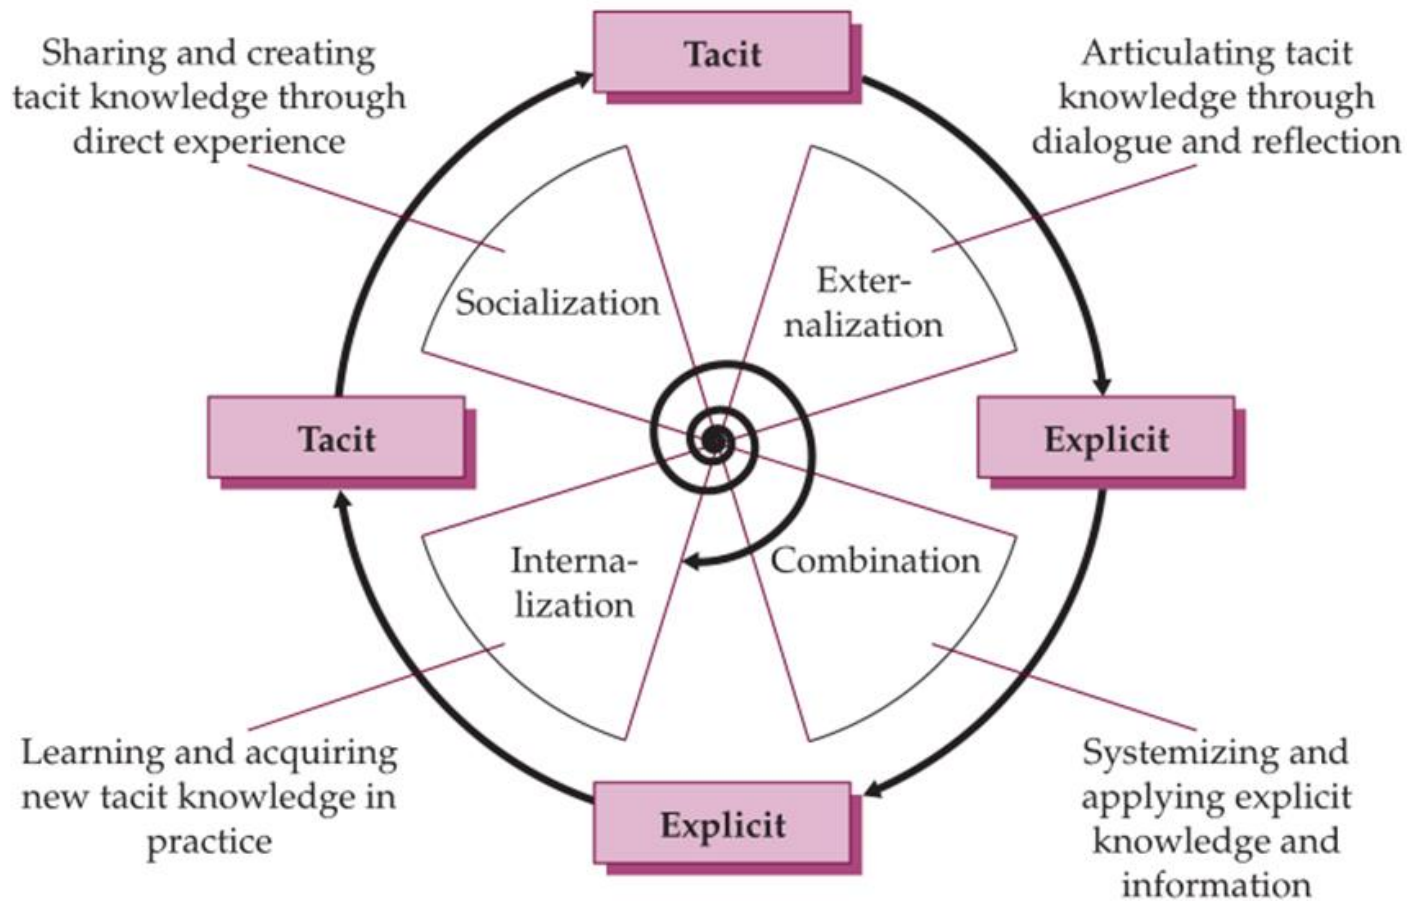 Tacit
Sharing and creating
tacit knowledge through
direct experience
Articulating tacit
knowledge through
dialogue and reflection
Socialization
Exter-
nalization
Tacit
Explicit
Interna-
lization
Combination
Learning and acquiring
new tacit knowledge in
practice
Explicit
Systemizing and
applying explicit
knowledge and
information